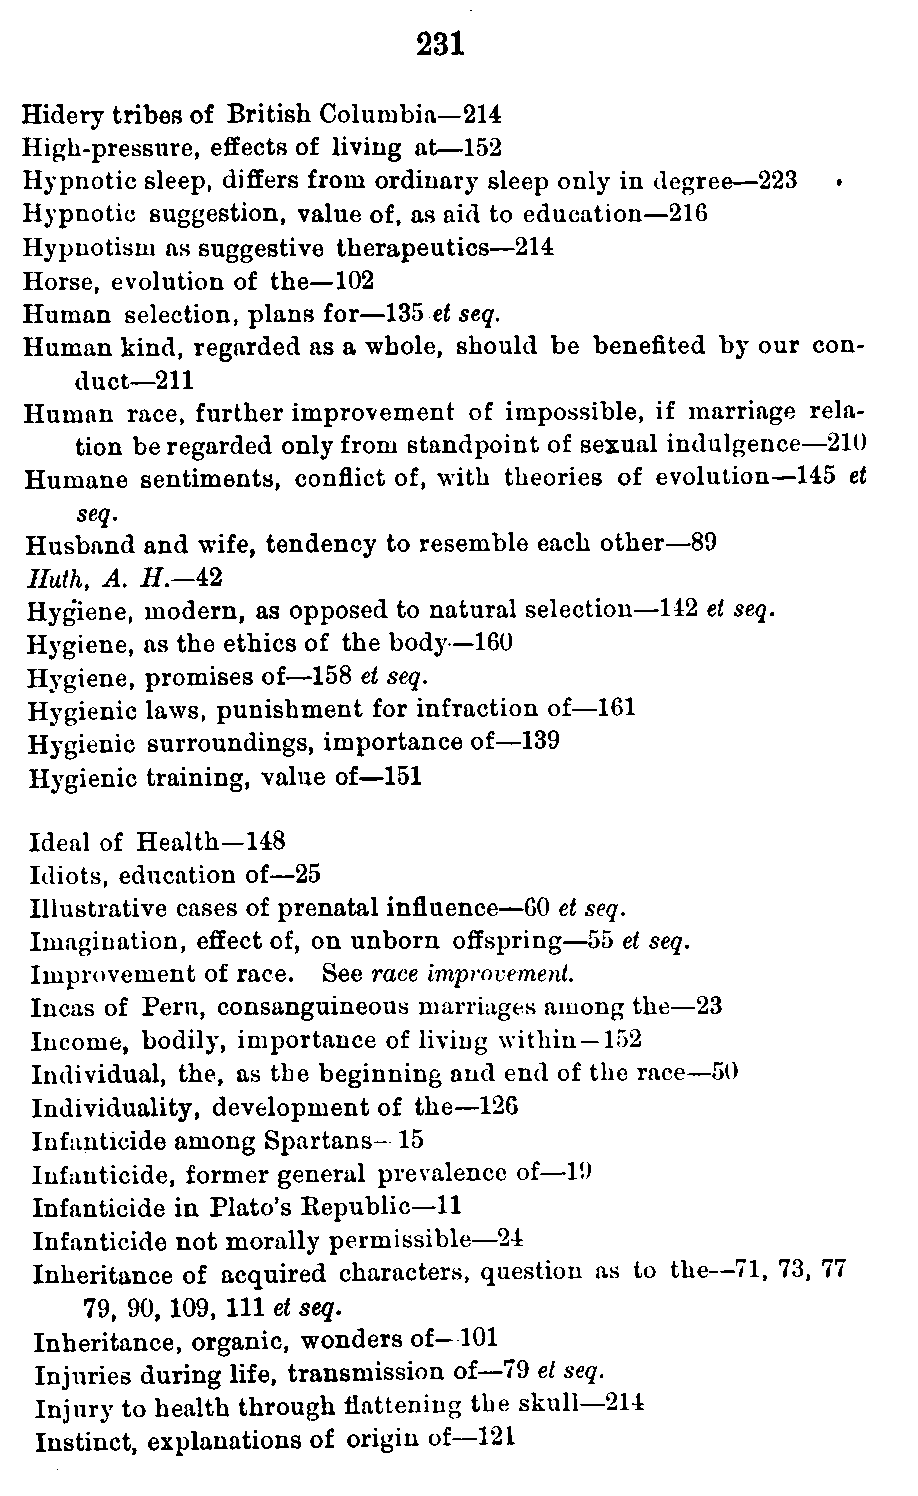 231
Hidery tribes of British Columbia—214
High-pressure, effects of living at—152
Hypnotic sleep, differs from ordinary sleep only in degree—223
Hypnotic suggestion, value of, as aid to education—216
Hypnotism as suggestive therapeutics—214
Horse, evolution of the—102
Human selection, plans for—135 et seq.
Human kind, regarded as a whole, should be benefited by our con-
duct—211
Human race, further improvement of impossible, if marriage rela-
tion be regarded only from standpoint of sexual indulgence—210
Humane sentiments, conflict of, with theories of evolution—145 et
seq.
Husband and wife, tendency to resemble each other—89
Huth, A. H.—42
Hygiene, modern, as opposed to natural selection—142 et seq.
Hygiene, as the ethics of the body—160
Hygiene, promises of—158 et seq.
Hygienic laws, punishment for infraction of—161
Hygienic surroundings, importance of—139
Hygienic training, value of—151
Ideal of Health—148
Idiots, education of—25
Illustrative cases of prenatal influence—60 et seq.
Imagination, effect of, on unborn offspring—55 et seq.
Improvement of race. See race improvement.
Incas of Peru, consanguineous marriages among the—23
Income, bodily, importance of living within—152
Individual, the, as the beginning and end of the race—50
Individuality, development of the—126
Infanticide among Spartans—15
Infanticide, former general prevalence of—19
Infanticide in Plato's Republic—11
Infanticide not morally permissible—24
Inheritance of acquired characters, question as to the—71, 73, 77
79, 90, 109, 111 et seq.
Inheritance, organic, wonders of—101
Injuries during life, transmission of—79 et seq.
Injury to health through flattening the skull—214
Instinct, explanations of origin of—121